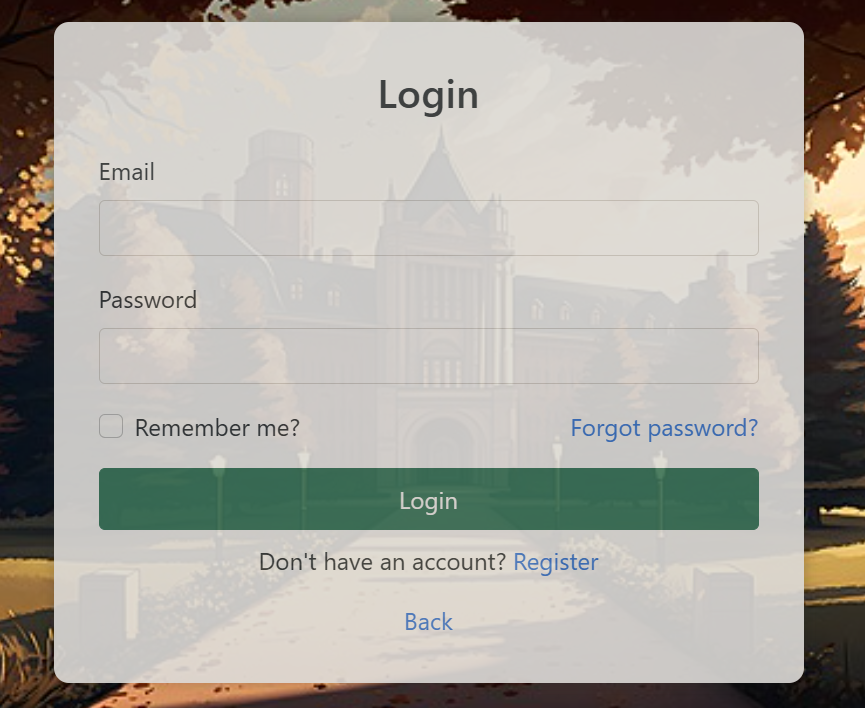 Login
Email
Password
Remember me? Forgot password?
Login
Don't have an account? Register
Back